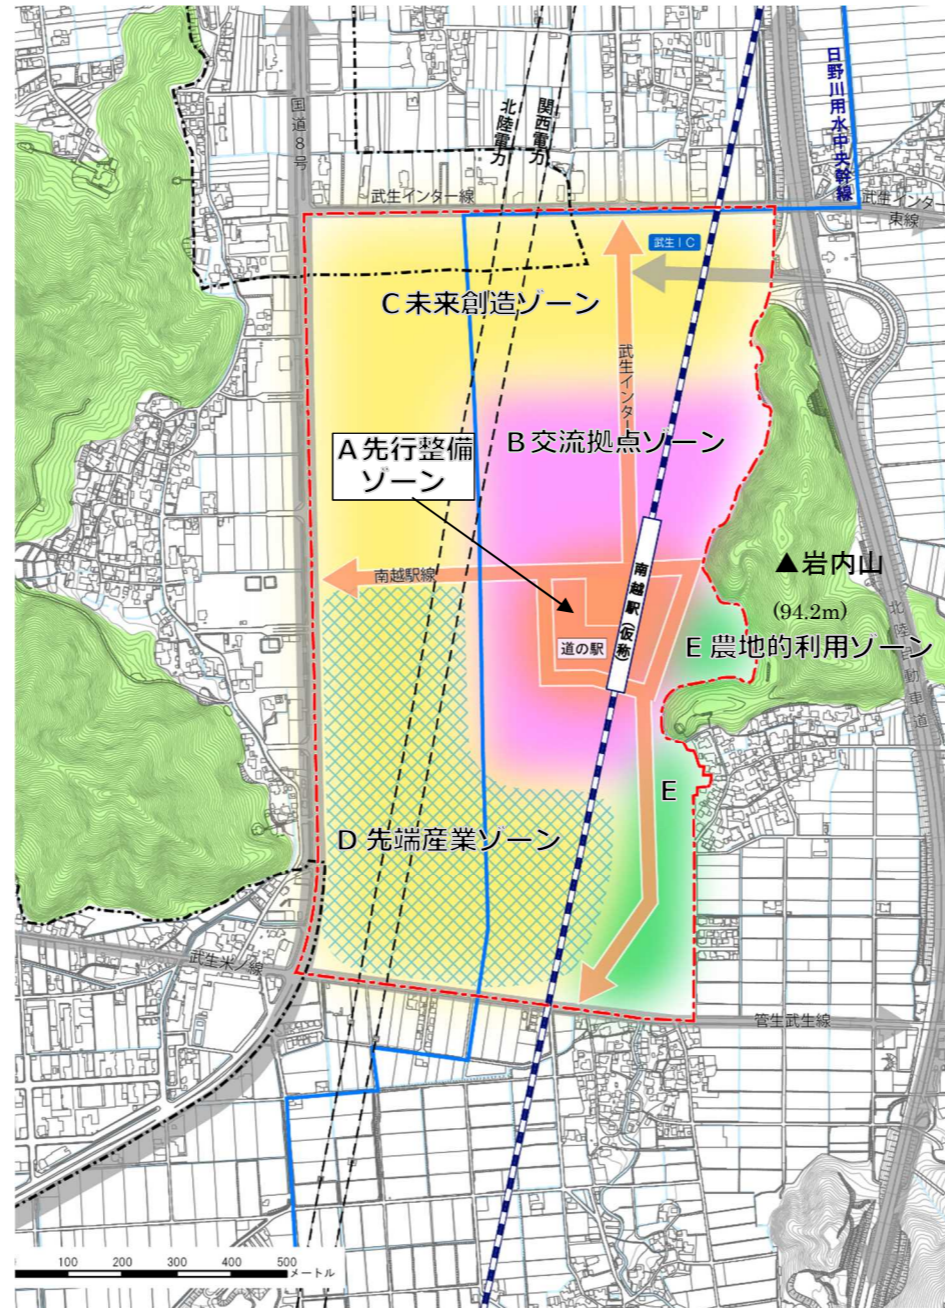 国道8号
北陸電力
関西電力
日野川用水中央幹線
武生インター線
武生インター
東線
武生IC
C 未来創造ゾーン
武生インター
B 交流拠点ゾーン
A 先行整備
ゾーン
南越駅線
南越駅(仮称)
道の駅
▲岩内山
(94.2m)
E 農地的利用ゾーン
北陸自動車道
E
D 先端産業ゾーン
武生米ノ線
菅生武生線
100 200 300 400 500
メートル